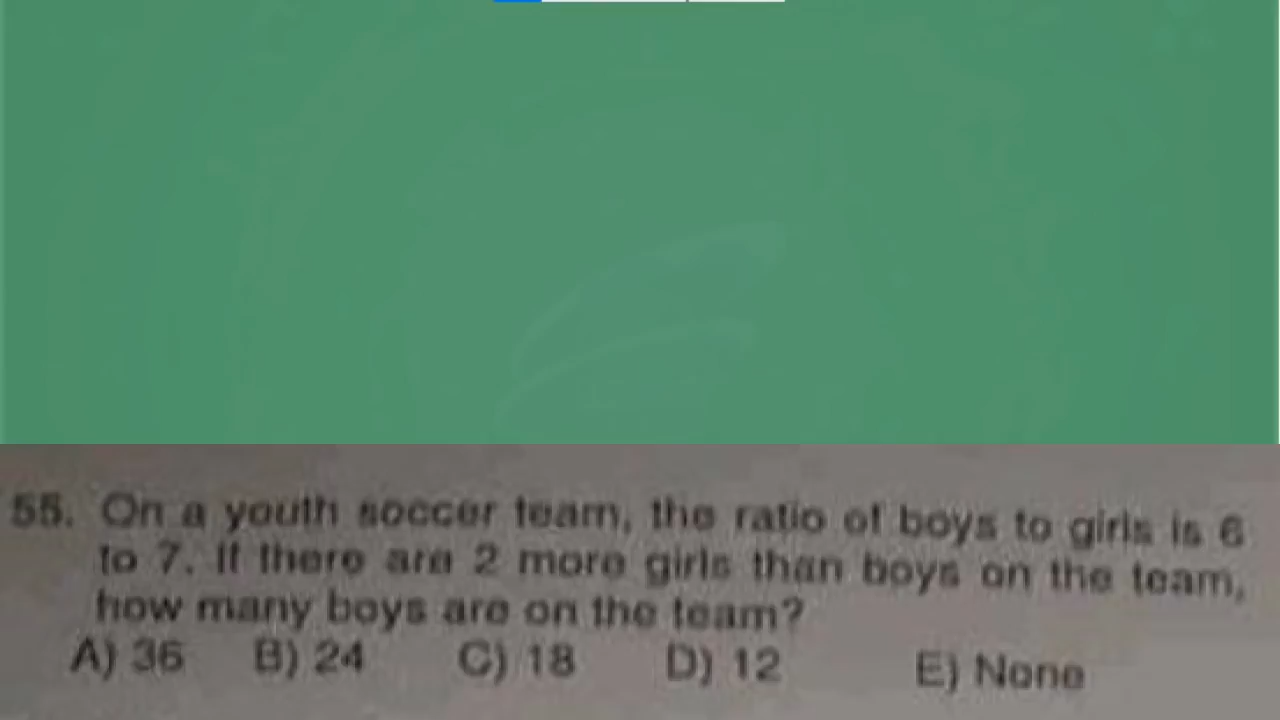 55. On a youth soccer team, the ratio of boys to girls is 6
to 7. If there are 2 more girls than boys on the team,
how many boys are on the team?
A) 36 B) 24 C) 18 D) 12 E) None